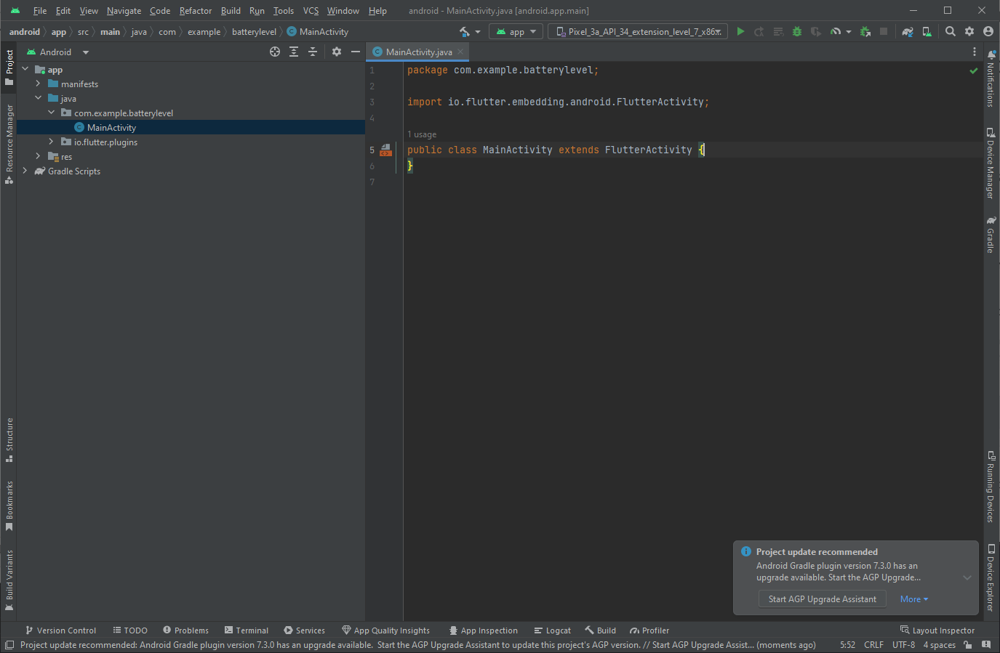 File Edit View Navigate Code Refactor Build Run Tools VCS Window Help android - MainActivity.java [android.app.main]
android app src main java com example batterylevel MainActivity app Pixel_3a_API_34_extension_level_7_x86
Project
Resource Manager
Structure
Bookmarks
Build Variants
Android
app
manifests
java
com.example.batterylevel
MainActivity
io.flutter.plugins
res
Gradle Scripts
MainActivity.java
1 package com.example.batterylevel;
2
3 import io.flutter.embedding.android.FlutterActivity;
4
1 usage
5 public class MainActivity extends FlutterActivity {
6 }
7
Notifications
Device Manager
Gradle
Running Devices
Device Explorer
Project update recommended
Android Gradle plugin version 7.3.0 has an
upgrade available. Start the AGP Upgrade...
Start AGP Upgrade Assistant More
Version Control TODO Problems Terminal Services App Quality Insights App Inspection Logcat Build Profiler Layout Inspector
Project update recommended: Android Gradle plugin version 7.3.0 has an upgrade available. Start the AGP Upgrade Assistant to update this project's AGP version. // Start AGP Upgrade Assist... (moments ago) 5:52 CRLF UTF-8 4 spaces